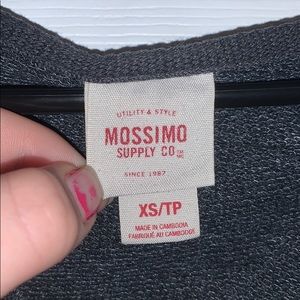 UTILITY & STYLE
MOSSIMO
SUPPLY CO.
SINCE 1987
XS/TP
MADE IN CAMBODIA
FABRIQUÉ AU CAMBODGE